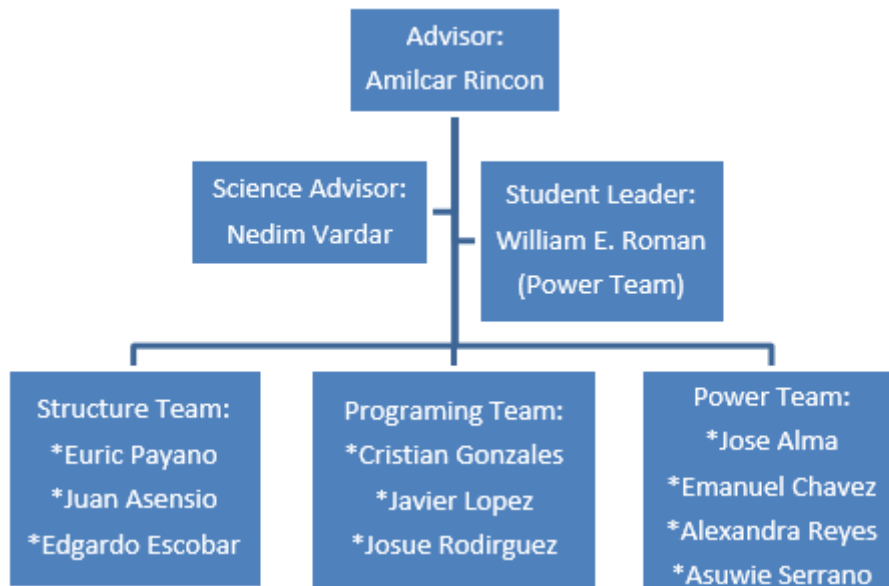 Advisor:
Amilcar Rincon
Science Advisor:
Nedim Vardar
Student Leader:
William E. Roman
(Power Team)
Structure Team:
*Euric Payano
*Juan Asensio
*Edgardo Escobar
Programing Team:
*Cristian Gonzales
*Javier Lopez
*Josue Rodirguez
Power Team:
*Jose Alma
*Emanuel Chavez
*Alexandra Reyes
*Asuwie Serrano